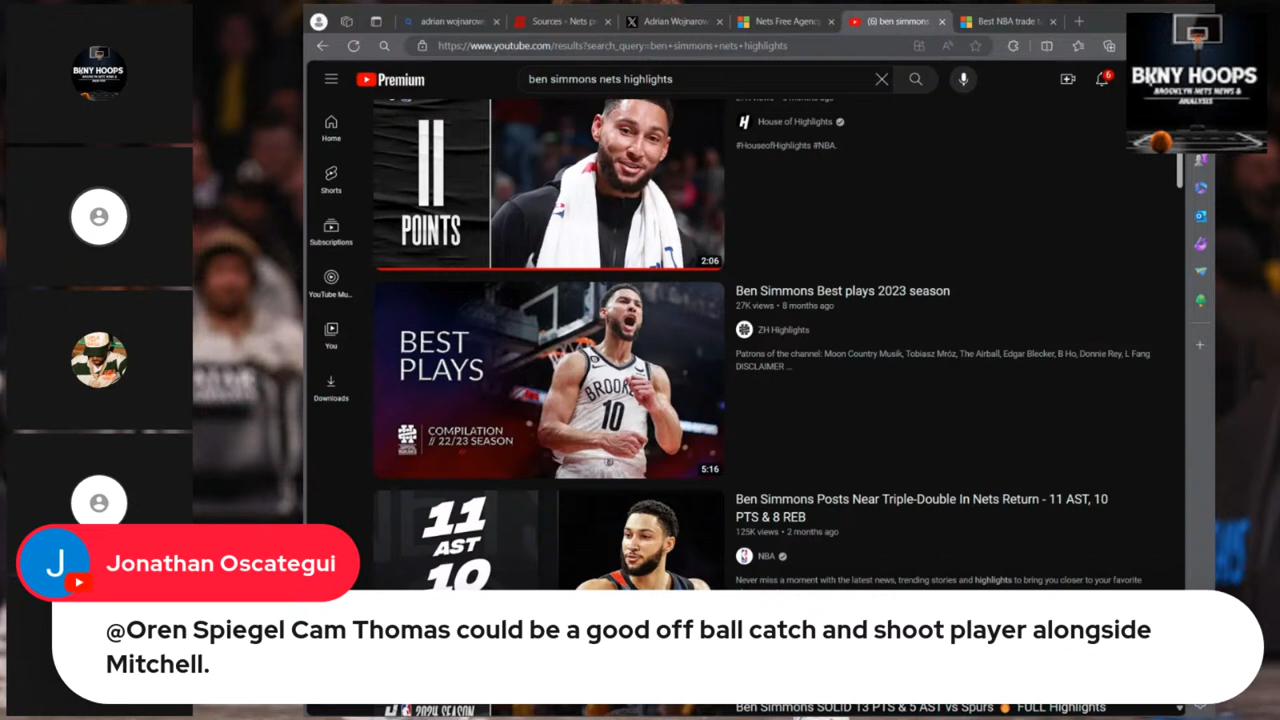 adrian wojnarow
Sources - Nets p
Adrian Wojnarow
Nets Free Agenc
(6) ben simmons
Best NBA trade t
https://www.youtube.com/results?search_query=ben+simmons+nets+highlights
BKNY HOOPS
BROOKLYN NETS NEWS &
ANALYSIS
BKNY HOOPS
Premium
ben simmons nets highlights
6
Home
Shorts
Subscriptions
YouTube Mu...
You
Downloads
11
POINTS
2:06
House of Highlights
#HouseofHighlights #NBA.
BEST
PLAYS
COMPILATION
// 22/23 SEASON
BROOK
10
5:16
Ben Simmons Best plays 2023 season
27K views • 8 months ago
ZH Highlights
Patrons of the channel: Moon Country Musik, Tobiasz Mróz, The Airball, Edgar Blecker, B Ho, Donnie Rey, L Fang
DISCLAIMER ...
11
AST
10
Ben Simmons Posts Near Triple-Double In Nets Return - 11 AST, 10
PTS & 8 REB
125K views • 2 months ago
NBA
Never miss a moment with the latest news, trending stories and highlights to bring you closer to your favorite
J
Jonathan Oscategui
@Oren Spiegel Cam Thomas could be a good off ball catch and shoot player alongside
Mitchell.
2024 SEASON
Ben Simmons SOLID 13 PTS & 5 AST vs Spurs FULL Highlights